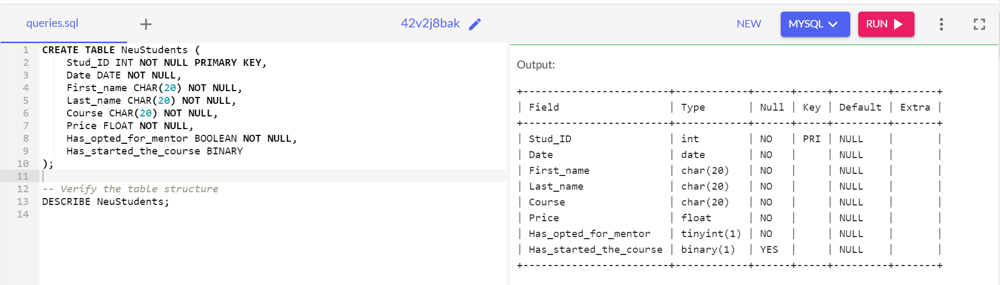 queries.sql
42v2j8bak
NEW
MYSQL
RUN
1 CREATE TABLE NeuStudents (
2     Stud_ID INT NOT NULL PRIMARY KEY,
3     Date DATE NOT NULL,
4     First_name CHAR(20) NOT NULL,
5     Last_name CHAR(20) NOT NULL,
6     Course CHAR(20) NOT NULL,
7     Price FLOAT NOT NULL,
8     Has_opted_for_mentor BOOLEAN NOT NULL,
9     Has_started_the_course BINARY
10 );
11
12 -- Verify the table structure
13 DESCRIBE NeuStudents;
14
Output:
+------------------------+------------+------+-----+---------+-------+
| Field                  | Type       | Null | Key | Default | Extra |
+------------------------+------------+------+-----+---------+-------+
| Stud_ID                | int        | NO   | PRI | NULL    |       |
| Date                   | date       | NO   |     | NULL    |       |
| First_name             | char(20)   | NO   |     | NULL    |       |
| Last_name              | char(20)   | NO   |     | NULL    |       |
| Course                 | char(20)   | NO   |     | NULL    |       |
| Price                  | float      | NO   |     | NULL    |       |
| Has_opted_for_mentor   | tinyint(1) | NO   |     | NULL    |       |
| Has_started_the_course | binary(1)  | YES  |     | NULL    |       |
+------------------------+------------+------+-----+---------+-------+